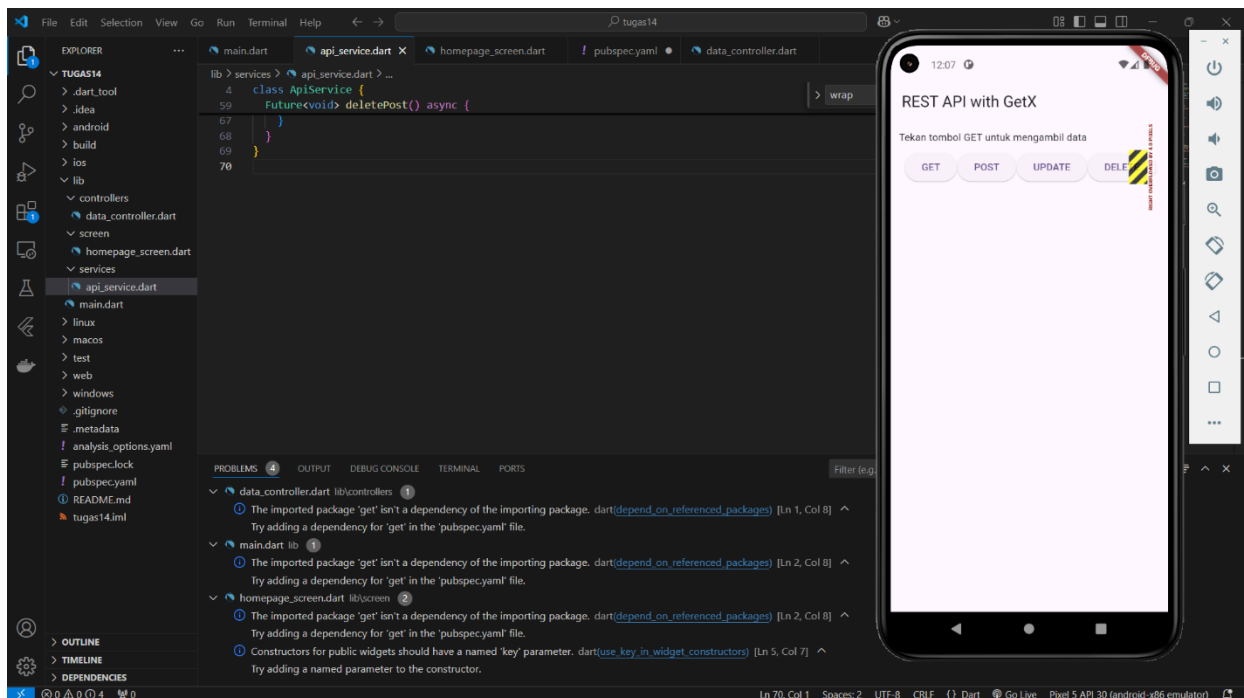 File Edit Selection View Go Run Terminal Help
tugas14
EXPLORER
main.dart
api_service.dart
homepage_screen.dart
! pubspec.yaml
data_controller.dart
TUGAS14
.dart_tool
.idea
android
build
ios
lib
controllers
data_controller.dart
screen
homepage_screen.dart
services
api_service.dart
main.dart
linux
macos
test
web
windows
.gitignore
.metadata
! analysis_options.yaml
pubspec.lock
! pubspec.yaml
README.md
tugas14.iml
OUTLINE
TIMELINE
DEPENDENCIES
lib > services > api_service.dart > ...
4 class ApiService {
59 Future<void> deletePost() async {
67 }
68 }
69 }
70
> wrap
PROBLEMS 4 OUTPUT DEBUG CONSOLE TERMINAL PORTS
Filter (e.g.
data_controller.dart lib\controllers 1
The imported package 'get' isn't a dependency of the importing package. dart(depend_on_referenced_packages) [Ln 1, Col 8]
Try adding a dependency for 'get' in the 'pubspec.yaml' file.
main.dart lib 1
The imported package 'get' isn't a dependency of the importing package. dart(depend_on_referenced_packages) [Ln 2, Col 8]
Try adding a dependency for 'get' in the 'pubspec.yaml' file.
homepage_screen.dart lib\screen 2
The imported package 'get' isn't a dependency of the importing package. dart(depend_on_referenced_packages) [Ln 2, Col 8]
Try adding a dependency for 'get' in the 'pubspec.yaml' file.
Constructors for public widgets should have a named 'key' parameter. dart(use_key_in_widget_constructors) [Ln 5, Col 7]
Try adding a named parameter to the constructor.
12:07
DEBUG
REST API with GetX
Tekan tombol GET untuk mengambil data
GET POST UPDATE DELE
RIGHT OVERFLOWED BY
PIXELS
0 0 4 0
Ln 70, Col 1 Spaces: 2 UTF-8 CRLF {} Dart Go Live Pixel 5 API 30 (android-x86 emulator)